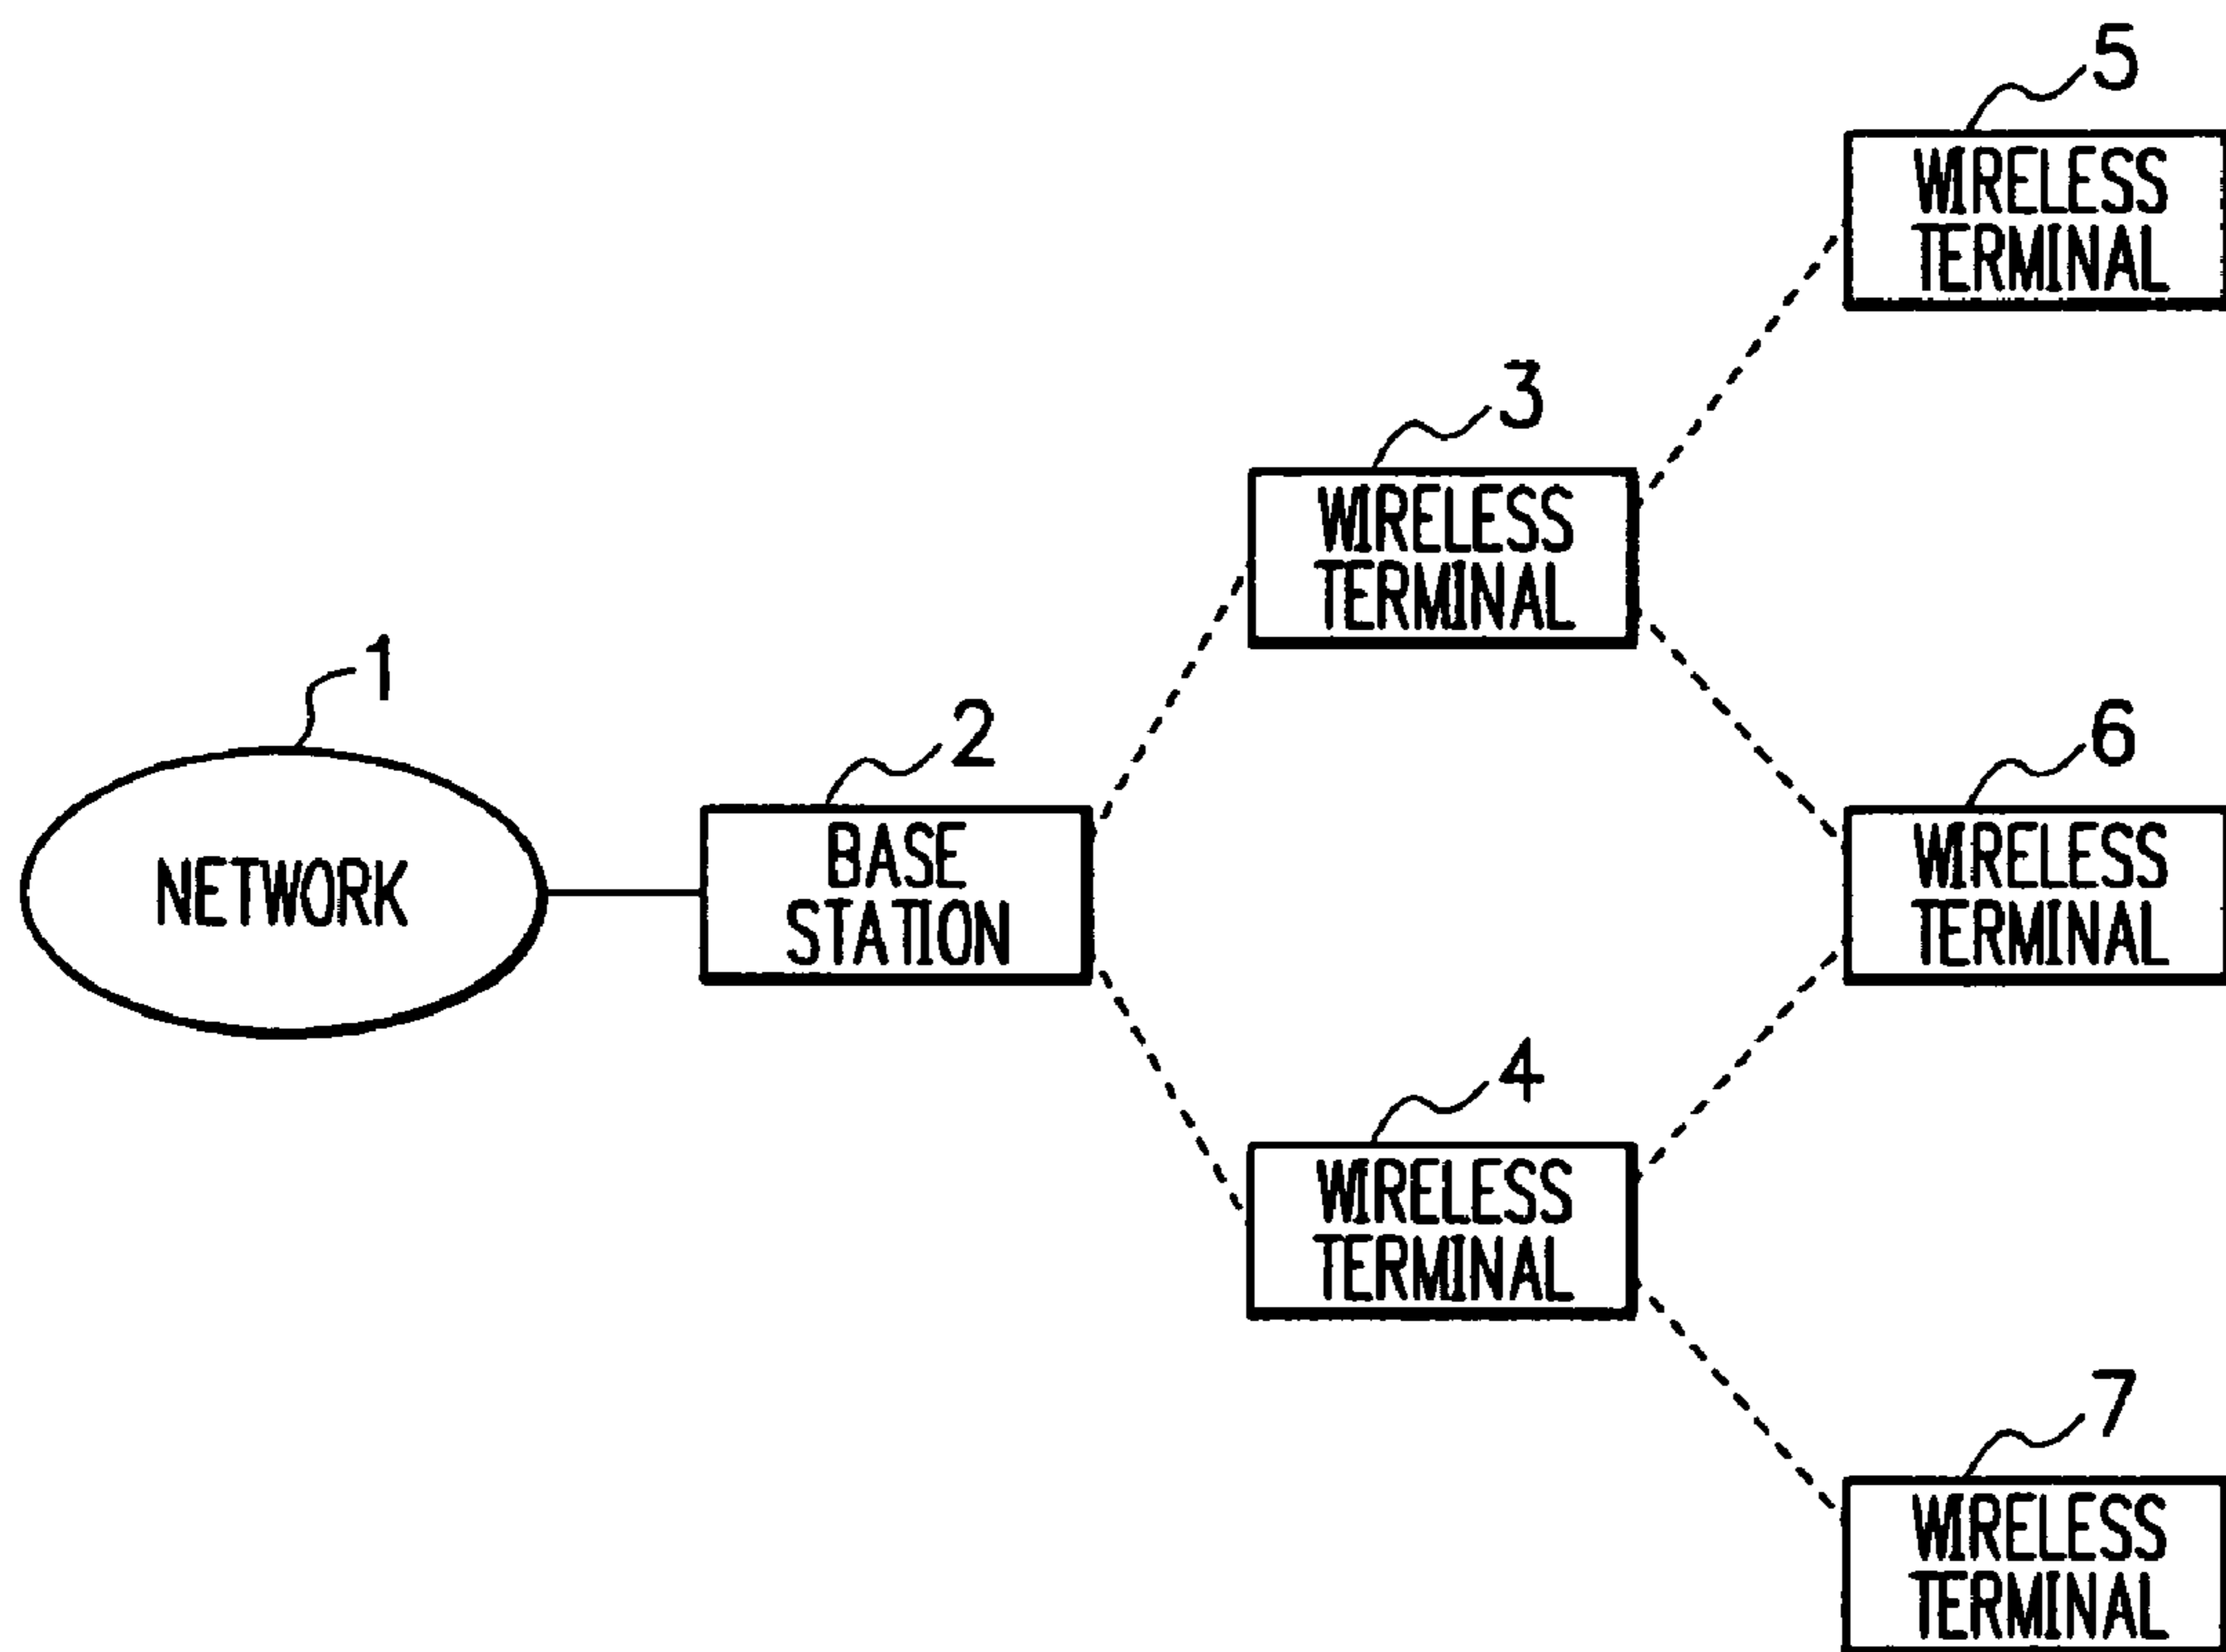 5
WIRELESS
TERMINAL
3
WIRELESS
TERMINAL
1
NETWORK
2
BASE
STATION
6
WIRELESS
TERMINAL
4
WIRELESS
TERMINAL
7
WIRELESS
TERMINAL